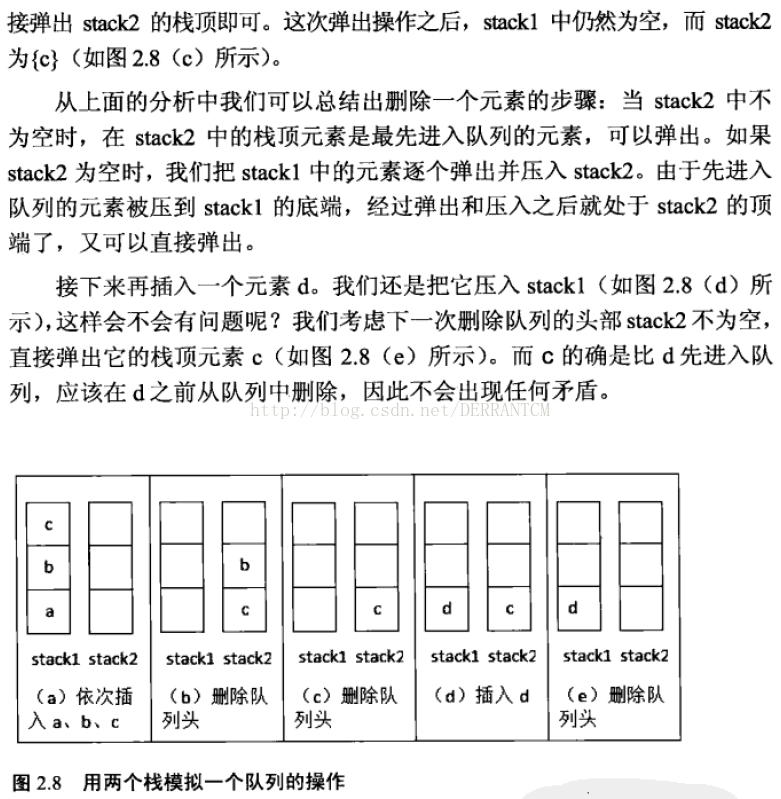 接弹出 stack2 的栈顶即可。这次弹出操作之后，stack1 中仍然为空，而 stack2
为{c}（如图2.8（c）所示）。
从上面的分析中我们可以总结出删除一个元素的步骤：当 stack2 中不
为空时，在 stack2 中的栈顶元素是最先进入队列的元素，可以弹出。如果
stack2 为空时，我们把 stack1 中的元素逐个弹出并压入 stack2。由于先进入
队列的元素被压到 stack1 的底端，经过弹出和压入之后就处于 stack2 的顶
端了，又可以直接弹出。
接下来再插入一个元素 d。我们还是把它压入 stack1（如图 2.8（d）所
示），这样会不会有问题呢？我们考虑下一次删除队列的头部 stack2 不为空，
直接弹出它的栈顶元素 c（如图 2.8（e）所示）。而 c 的确是比 d 先进入队
列，应该在 d 之前从队列中删除，因此不会出现任何矛盾。
http://blog.csdn.net/DERRANTCM
c
b
a
stack1 stack2
（a）依次插
入 a、b、c
b
c
stack1 stack2
（b）删除队
列头
c
stack1 stack2
（c）删除队
列头
d c
stack1 stack2
（d）插入 d
d
stack1 stack2
（e）删除队
列头
图 2.8 用两个栈模拟一个队列的操作